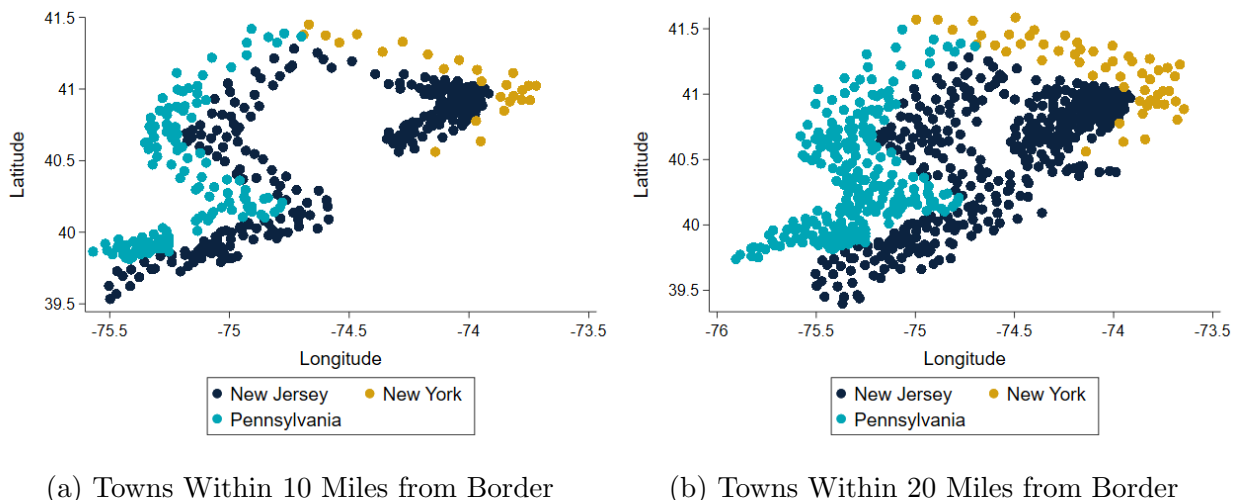 41.5
41
40.5
40
39.5
Latitude
-75.5 -75 -74.5 -74 -73.5
Longitude
New Jersey New York
Pennsylvania
(a) Towns Within 10 Miles from Border
41.5
41
40.5
40
39.5
Latitude
-76 -75.5 -75 -74.5 -74 -73.5
Longitude
New Jersey New York
Pennsylvania
(b) Towns Within 20 Miles from Border